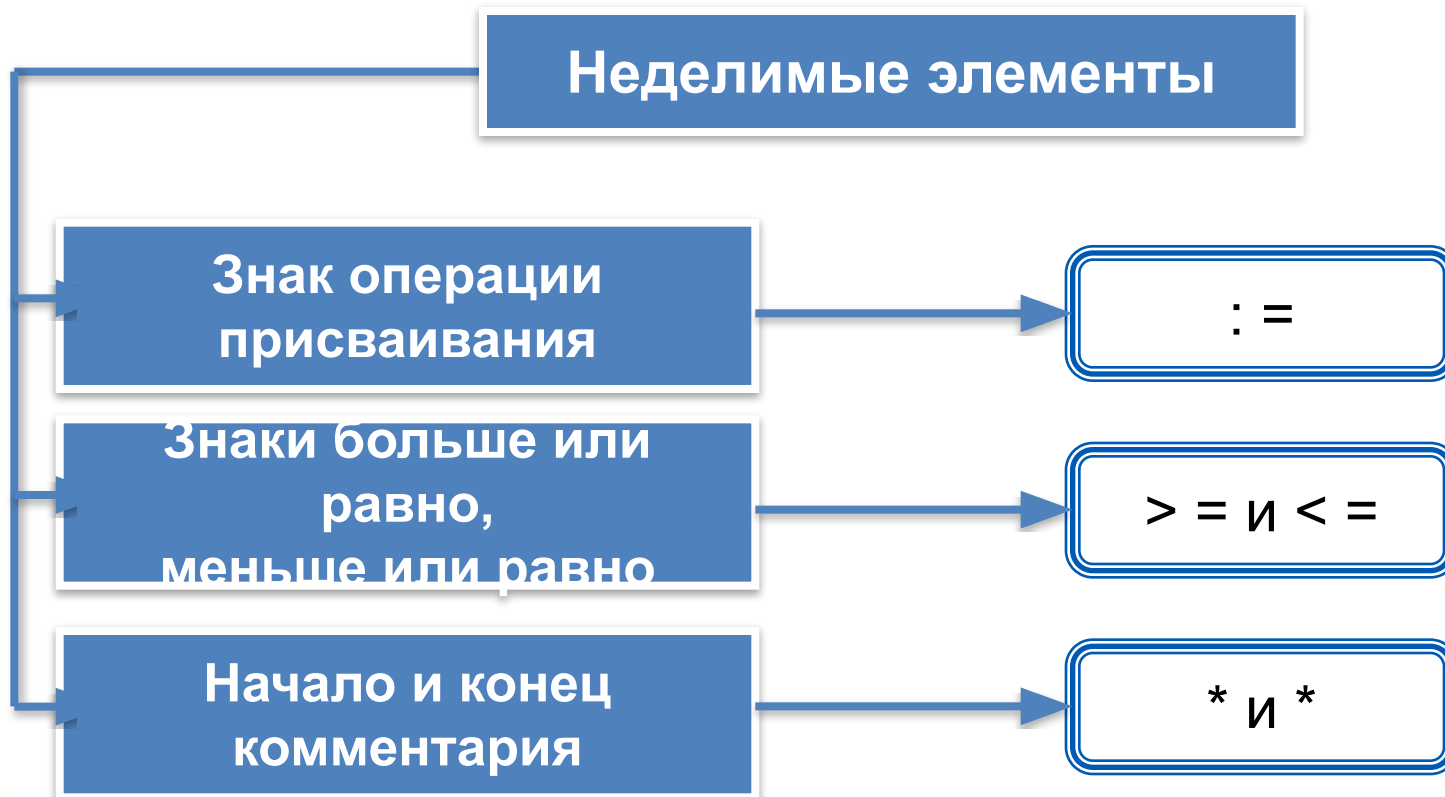 Неделимые элементы
Знак операции
присваивания
: =
Знаки больше или
равно,
меньше или равно
> = и < =
Начало и конец
комментария
* и *